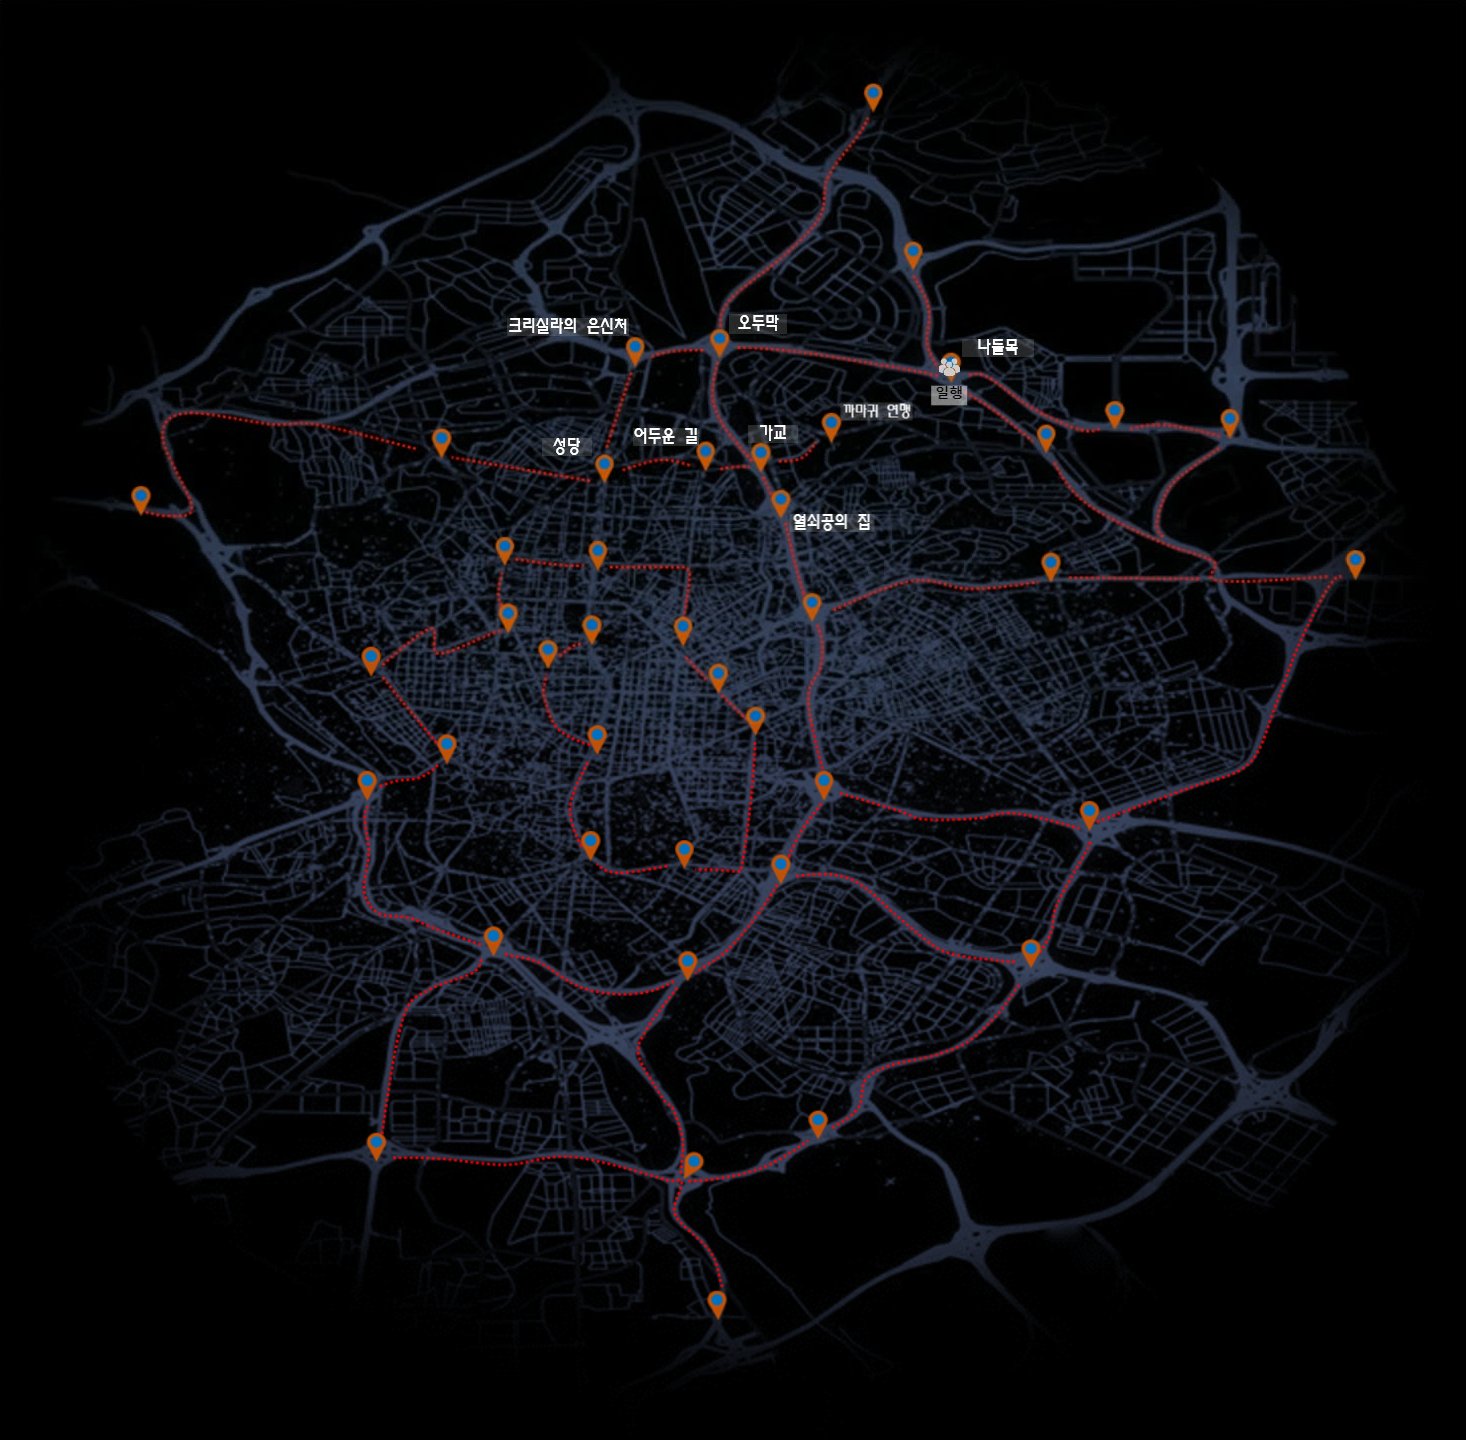 오두막
크리실라의 은신처
나들목
일행
까마귀 연맹
가교
어두운 길
성당
열쇠공의 집